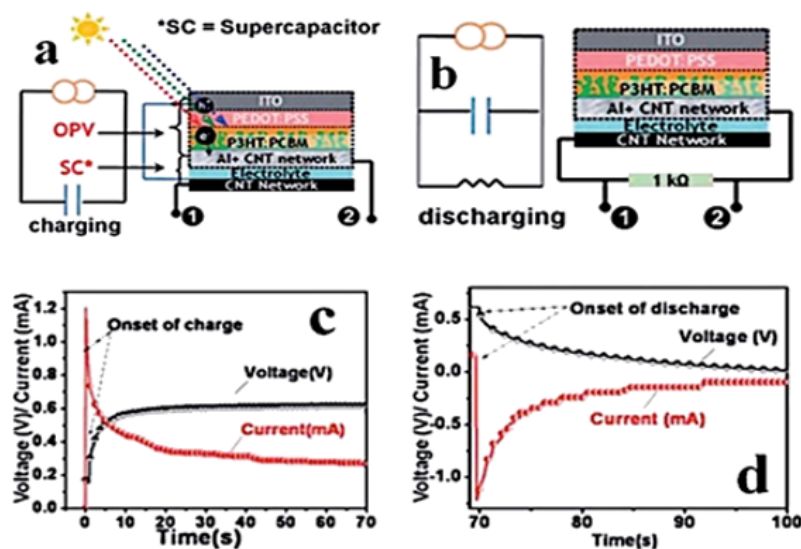 *SC = Supercapacitor
a
OPV
SC*
charging
ITO
PEDOT PSS
P3HT PCBM
Al+ CNT network
Electrolyte
CNT Network
1
2
b
discharging
ITO
PEDOT PSS
P3HT:PCBM
Al+ CNT network
Electrolyte
CNT Network
1 kΩ
1
2
c
Voltage (V)/ Current (mA)
1.2
1.0
0.8
0.6
0.4
0.2
0.0
Onset of charge
Voltage(V)
Current(mA)
0 10 20 30 40 50 60 70
Time(s)
d
Voltage (V)/ Current (mA)
0.5
0.0
-0.5
-1.0
Onset of discharge
Voltage (V)
Current (mA)
70 80 90 100
Time(s)